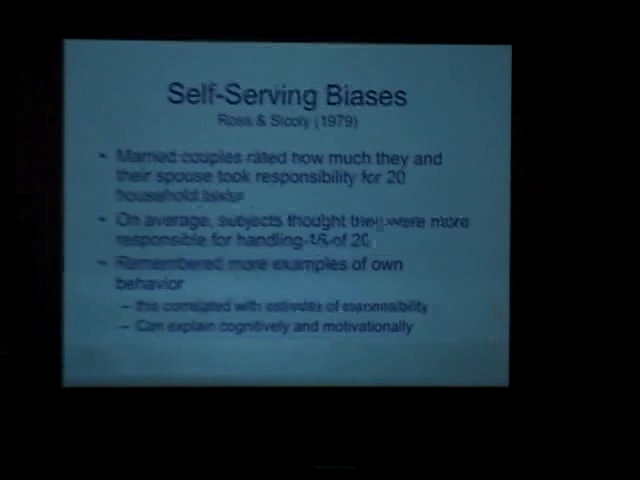 Self-Serving Biases
Ross & Sicoly (1979)
- Married couples rated how much they and
their spouse took responsibility for 20
household tasks
- On average, subjects thought they were more
responsible for handling 16 of 20
- Remembered more examples of own
behavior
– this correlated with estimates of responsibility
– Can explain cognitively and motivationally